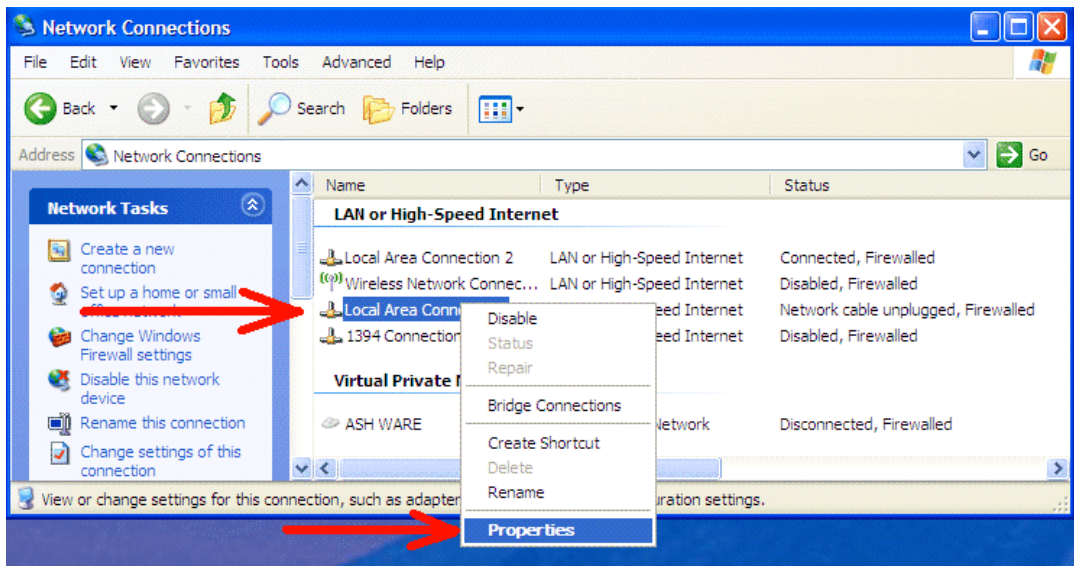 Network Connections
File Edit View Favorites Tools Advanced Help
Back Search Folders
Address Network Connections Go
Network Tasks
Create a new
connection
Set up a home or small
office network
Change Windows
Firewall settings
Disable this network
device
Rename this connection
Change settings of this
connection
Name Type Status
LAN or High-Speed Internet
Local Area Connection 2 LAN or High-Speed Internet Connected, Firewalled
Wireless Network Connec... LAN or High-Speed Internet Disabled, Firewalled
Local Area Conne eed Internet Network cable unplugged, Firewalled
1394 Connection eed Internet Disabled, Firewalled
Virtual Private
ASH WARE Network Disconnected, Firewalled
Disable
Status
Repair
Bridge Connections
Create Shortcut
Delete
Rename
Properties
View or change settings for this connection, such as adapter uration settings.